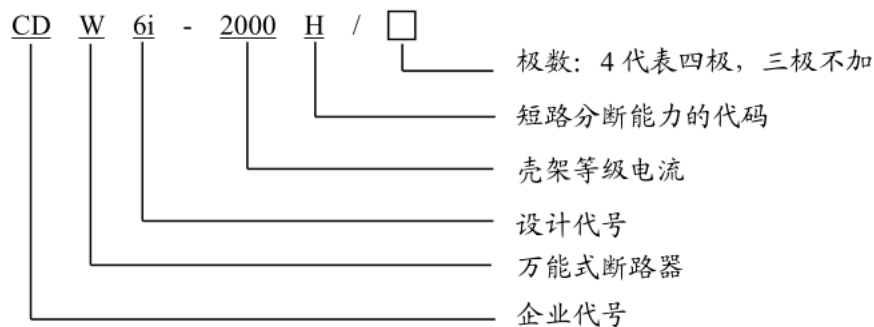 CD W 6i - 2000 H / □
极数：4 代表四极，三极不加
短路分断能力的代码
壳架等级电流
设计代号
万能式断路器
企业代号